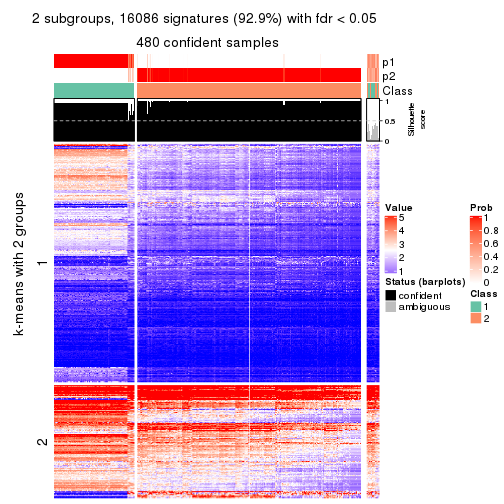 2 subgroups, 16086 signatures (92.9%) with fdr < 0.05
480 confident samples
p1
p2
Class
1
0.5
0
Silhouette
score
k-means with 2 groups
1
2
Value
5
4
3
2
1
Status (barplots)
confident
ambiguous
Prob
1
0.8
0.6
0.4
0.2
0
Class
1
2